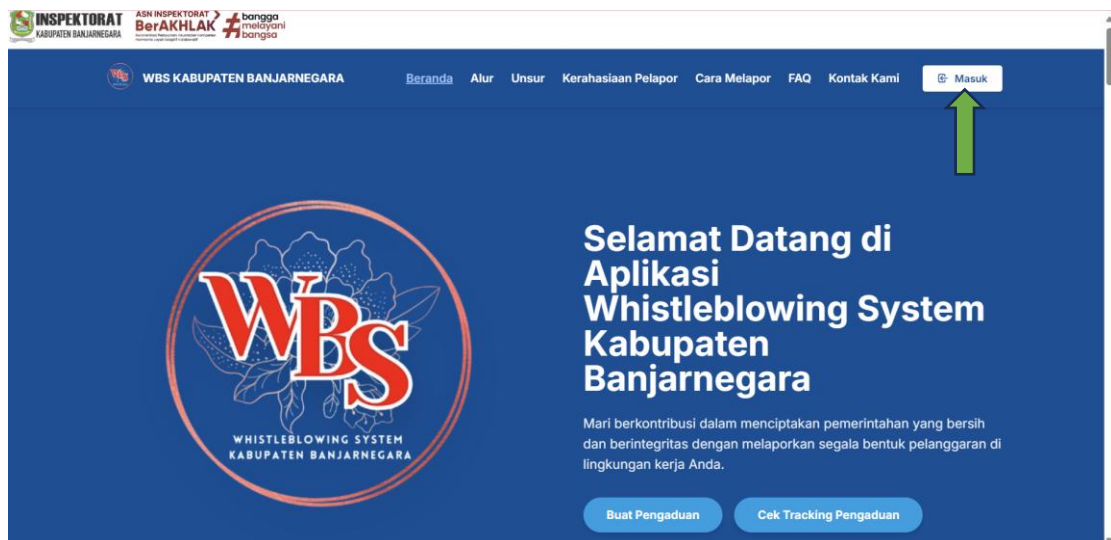 INSPEKTORAT
KABUPATEN BANJARNEGARA
ASN INSPEKTORAT
BerAKHLAK
#bangga
melayani
bangsa
WBS KABUPATEN BANJARNEGARA
Beranda Alur Unsur Kerahasiaan Pelapor Cara Melapor FAQ Kontak Kami Masuk
WBS
WHISTLEBLOWING SYSTEM
KABUPATEN BANJARNEGARA
Selamat Datang di
Aplikasi
Whistleblowing System
Kabupaten
Banjarnegara
Mari berkontribusi dalam menciptakan pemerintahan yang bersih
dan berintegritas dengan melaporkan segala bentuk pelanggaran di
lingkungan kerja Anda.
Buat Pengaduan Cek Tracking Pengaduan